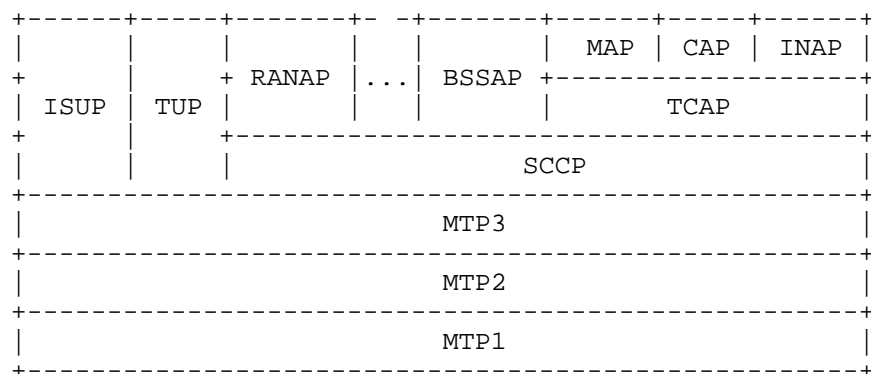 MAP CAP INAP
RANAP ... BSSAP
ISUP TUP TCAP
SCCP
MTP3
MTP2
MTP1